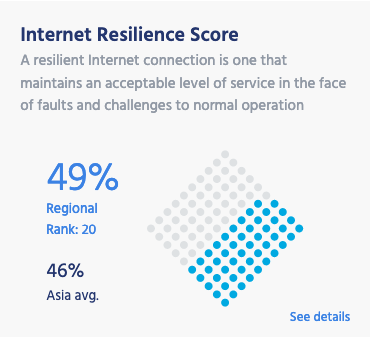 Internet Resilience Score
A resilient Internet connection is one that
maintains an acceptable level of service in the face
of faults and challenges to normal operation
49%
Regional
Rank: 20
46%
Asia avg.
See details